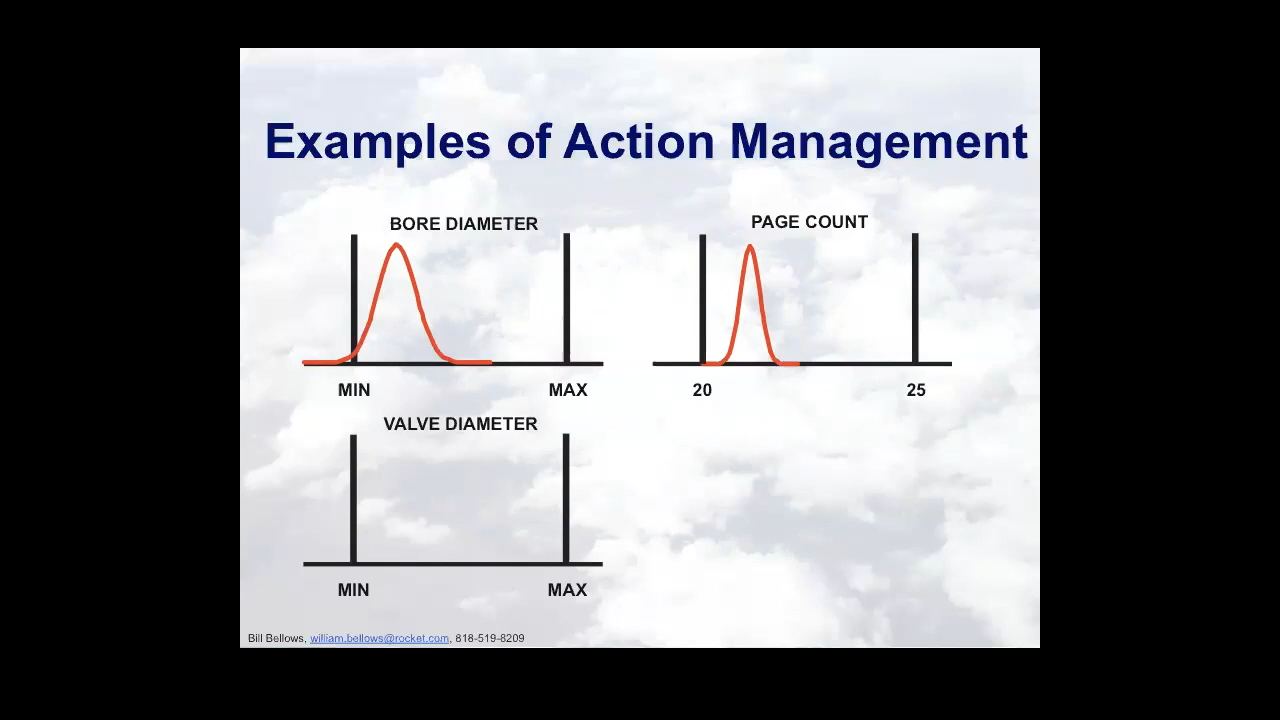 Examples of Action Management
BORE DIAMETER
MIN MAX
PAGE COUNT
20 25
VALVE DIAMETER
MIN MAX
Bill Bellows, william.bellows@rocket.com, 818-519-8209